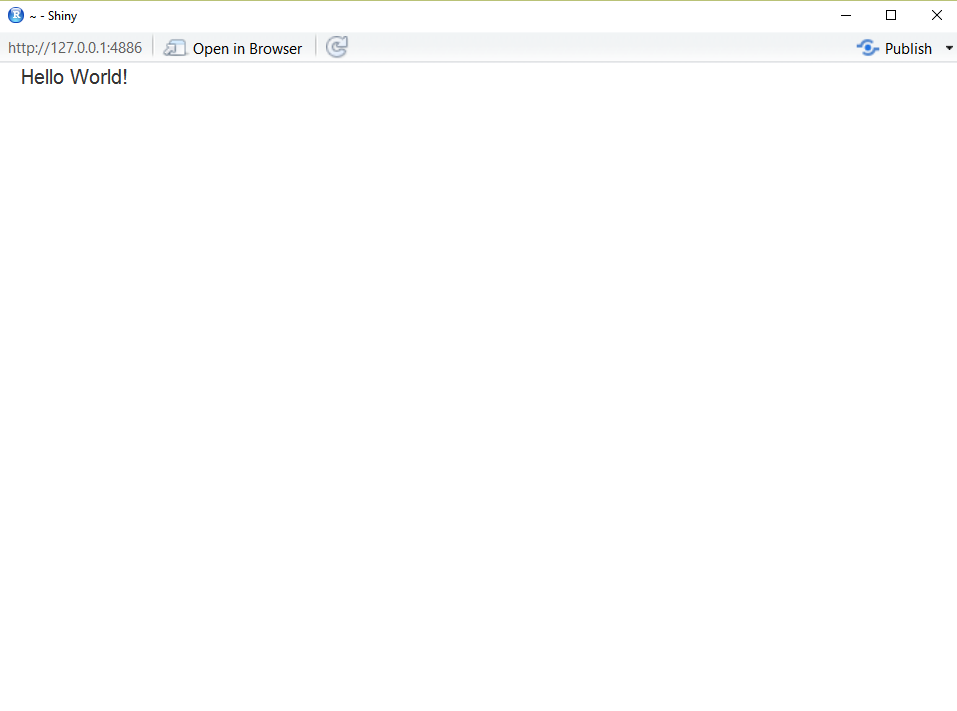 ~ - Shiny
http://127.0.0.1:4886 Open in Browser Publish
Hello World!